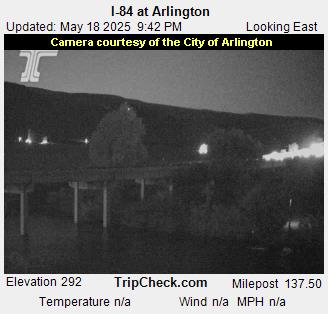 I-84 at Arlington
Updated: May 18 2025 9:42 PM Looking East
Camera courtesy of the City of Arlington
Elevation 292 TripCheck.com Milepost 137.50
Temperature n/a Wind n/a MPH n/a